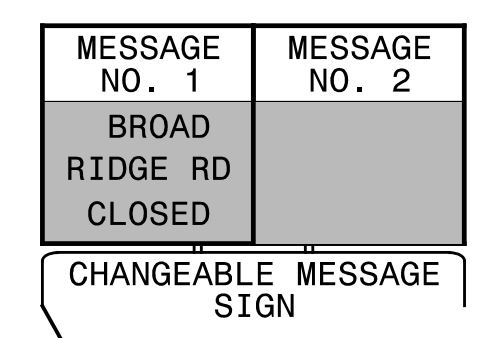 MESSAGE
NO. 1
MESSAGE
NO. 2
BROAD
RIDGE RD
CLOSED
CHANGEABLE MESSAGE
SIGN